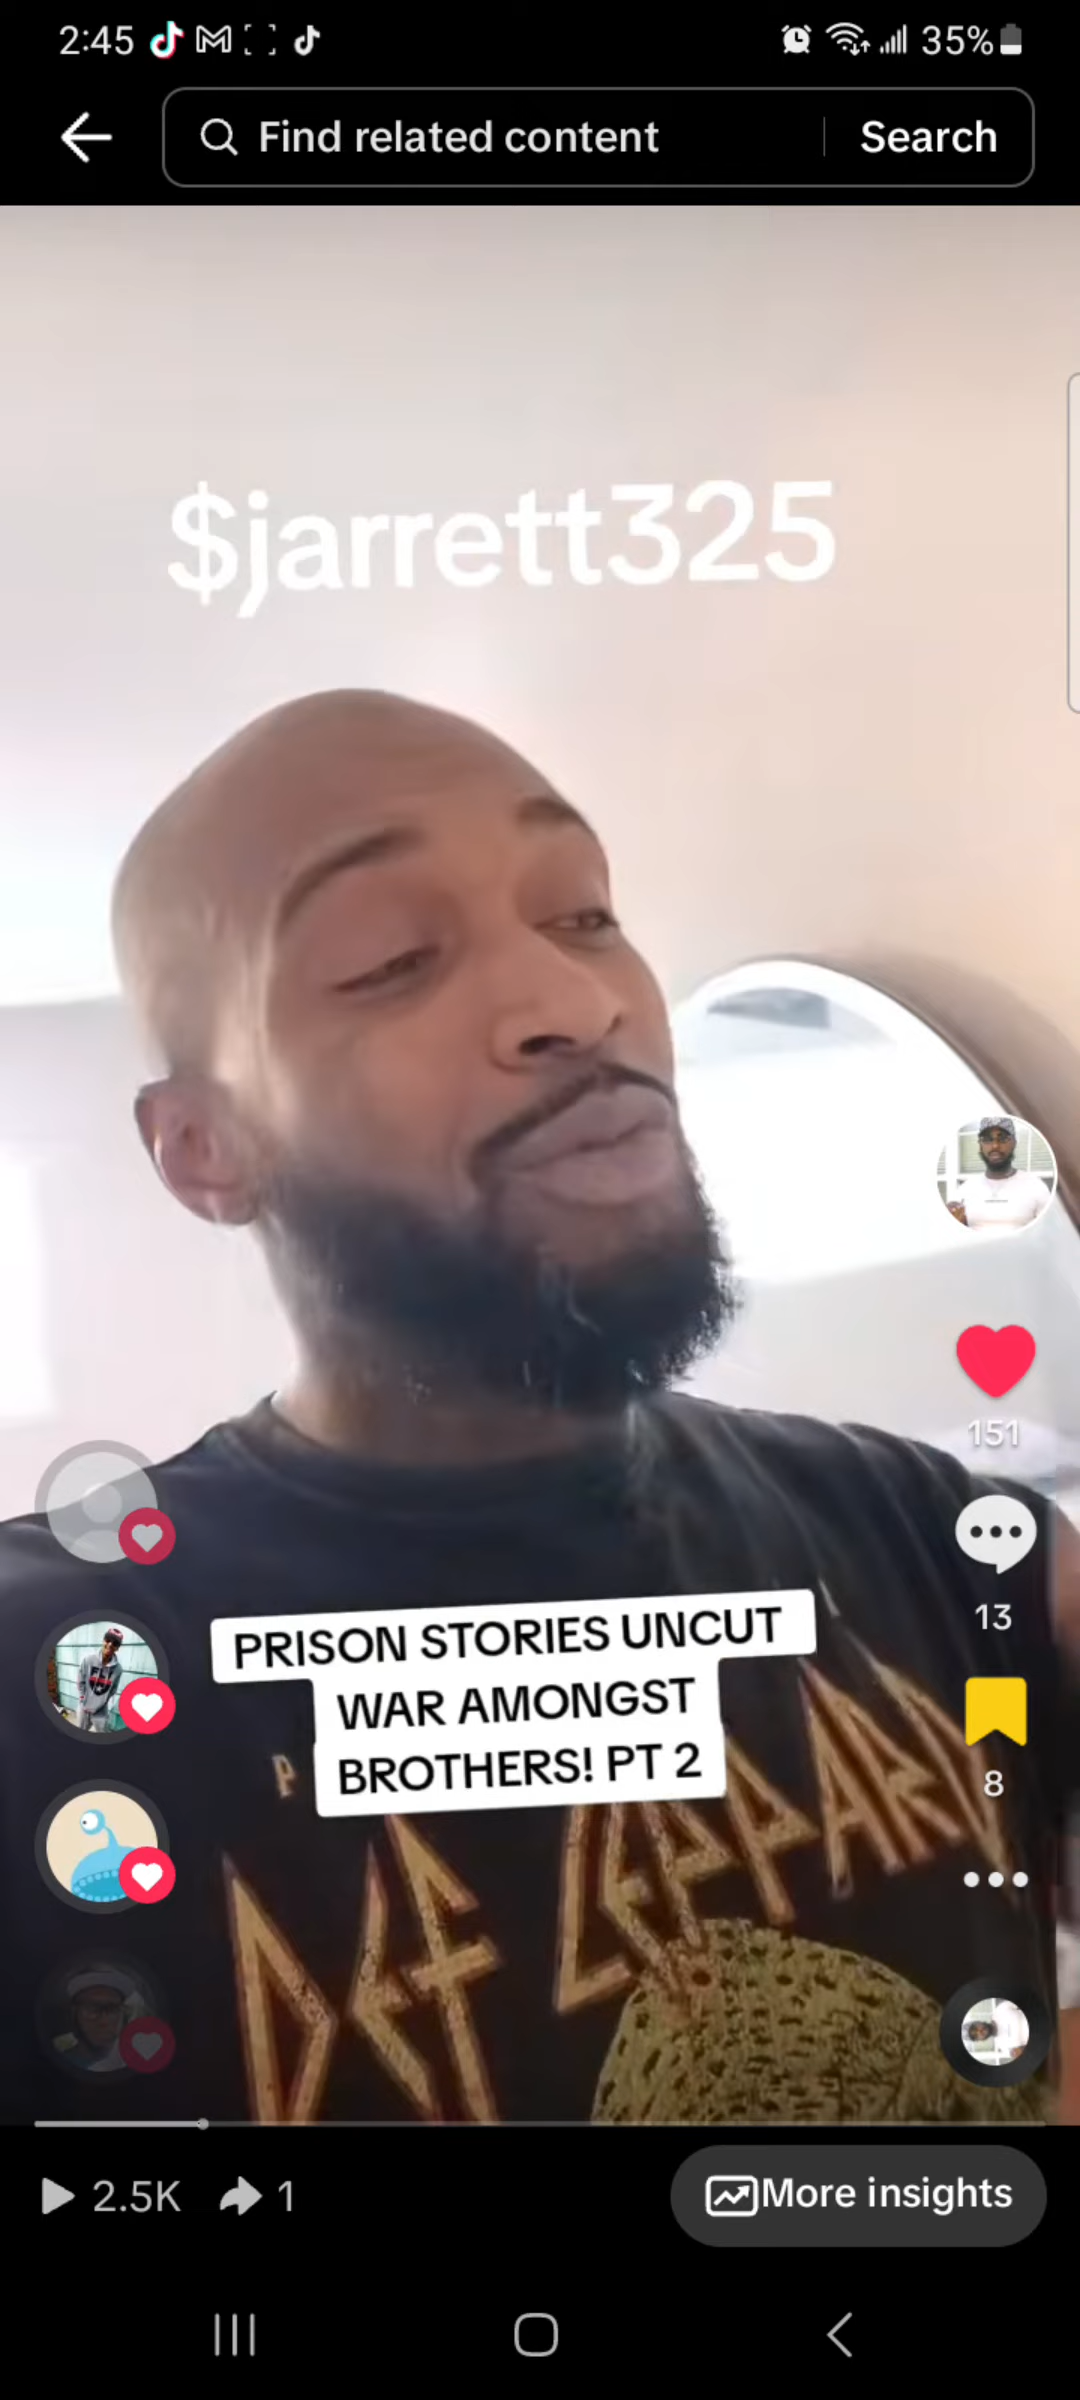 2:45
35%
Find related content
Search
$jarrett325
151
13
PRISON STORIES UNCUT
WAR AMONGST
BROTHERS! PT 2
8
P
DEF LEPPARD
2.5K
1
More insights